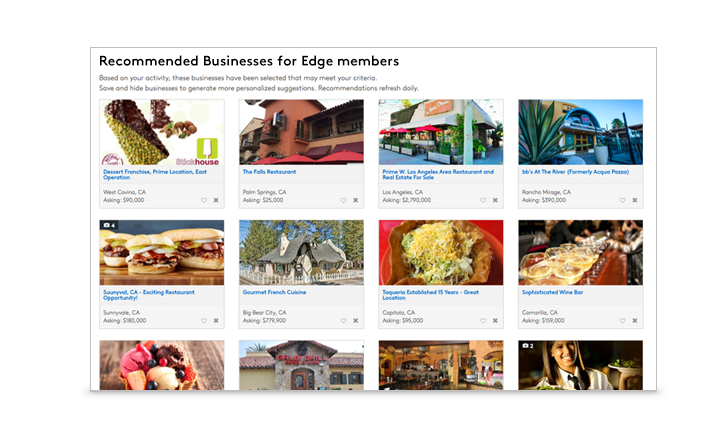 Recommended Businesses for Edge members
Based on your activity, these businesses have been selected that may meet your criteria.
Save and hide businesses to generate more personalized suggestions. Recommendations refresh daily.
Stickhouse
Dessert Franchise, Prime Location, East
Operation
West Covina, CA
Asking: $90,000
The Falls Restaurant
Palm Springs, CA
Asking: $25,000
Prime W. Los Angeles Area Restaurant and
Real Estate For Sale
Los Angeles, CA
Asking: $2,790,000
bb's At The River (Formerly Acqua Pazza)
Rancho Mirage, CA
Asking: $390,000
4
Suunyval, CA - Exciting Restaurant
Opportunity!
Sunnyvale, CA
Asking: $180,000
Gourmet French Cuisine
Big Bear City, CA
Asking: $779,900
Taqueria Established 15 Years - Great
Location
Capitola, CA
Asking: $95,000
Sophisticated Wine Bar
Camarillo, CA
Asking: $159,000
2